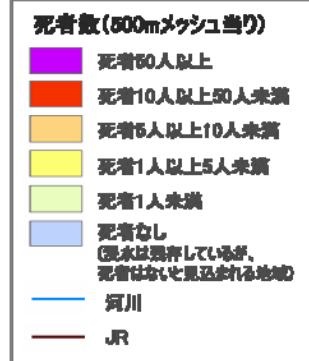 死者数(500mメッシュ当り)
死者50人以上
死者10人以上50人未満
死者5人以上10人未満
死者1人以上5人未満
死者1人未満
死者なし
(浸水は残存しているが、
死者はないと見込まれる地域)
河川
JR